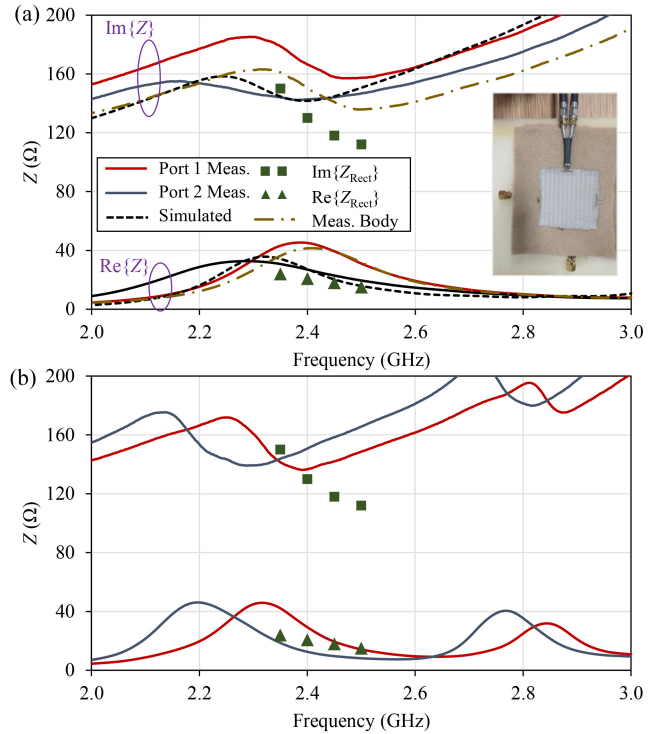 (a)
200
160
120
80
40
0
Z (Ω)
Im{Z}
Port 1 Meas.
Im{Z_Rect}
Port 2 Meas.
Re{Z_Rect}
Simulated
Meas. Body
Re{Z}
2.0 2.2 2.4 2.6 2.8 3.0
Frequency (GHz)
(b)
200
160
120
80
40
0
Z (Ω)
2.0 2.2 2.4 2.6 2.8 3.0
Frequency (GHz)